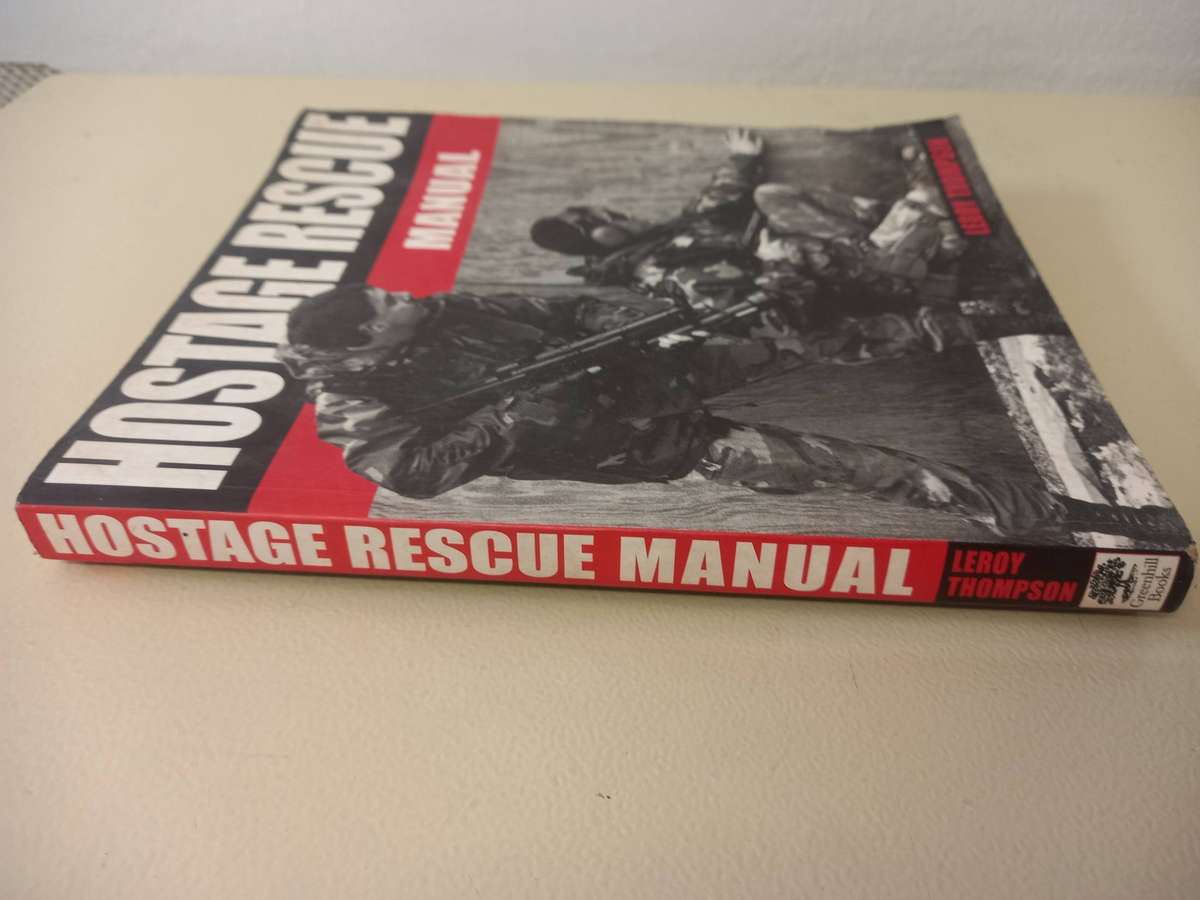 HOSTAGE RESCUE
MANUAL
LEROY THOMPSON
HOSTAGE RESCUE MANUAL
LEROY
THOMPSON
Greenhill
Books